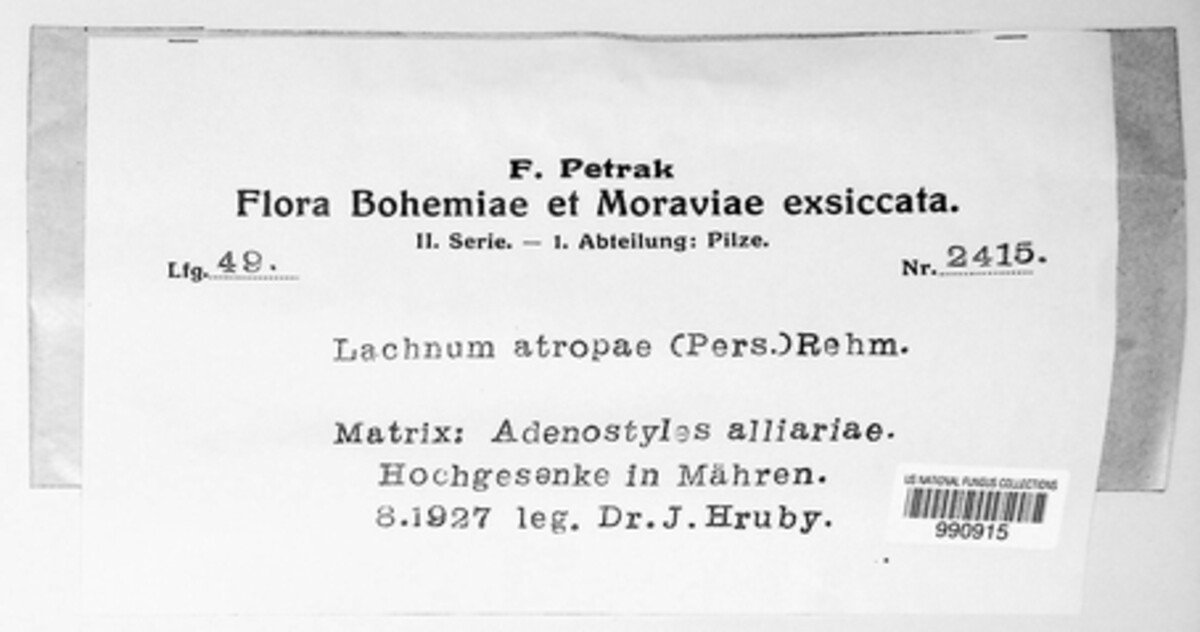 F. Petrak
Flora Bohemiae et Moraviae exsiccata.
II. Serie. — 1. Abteilung: Pilze.
Lfg. 49.
Nr. 2415.
Lachnum atropae (Pers.)Rehm.
Matrix: Adenostyles alliariae.
Hochgesenke in Mähren.
8.1927 leg. Dr.J.Hruby.
US NATIONAL FUNGUS COLLECTIONS
990915